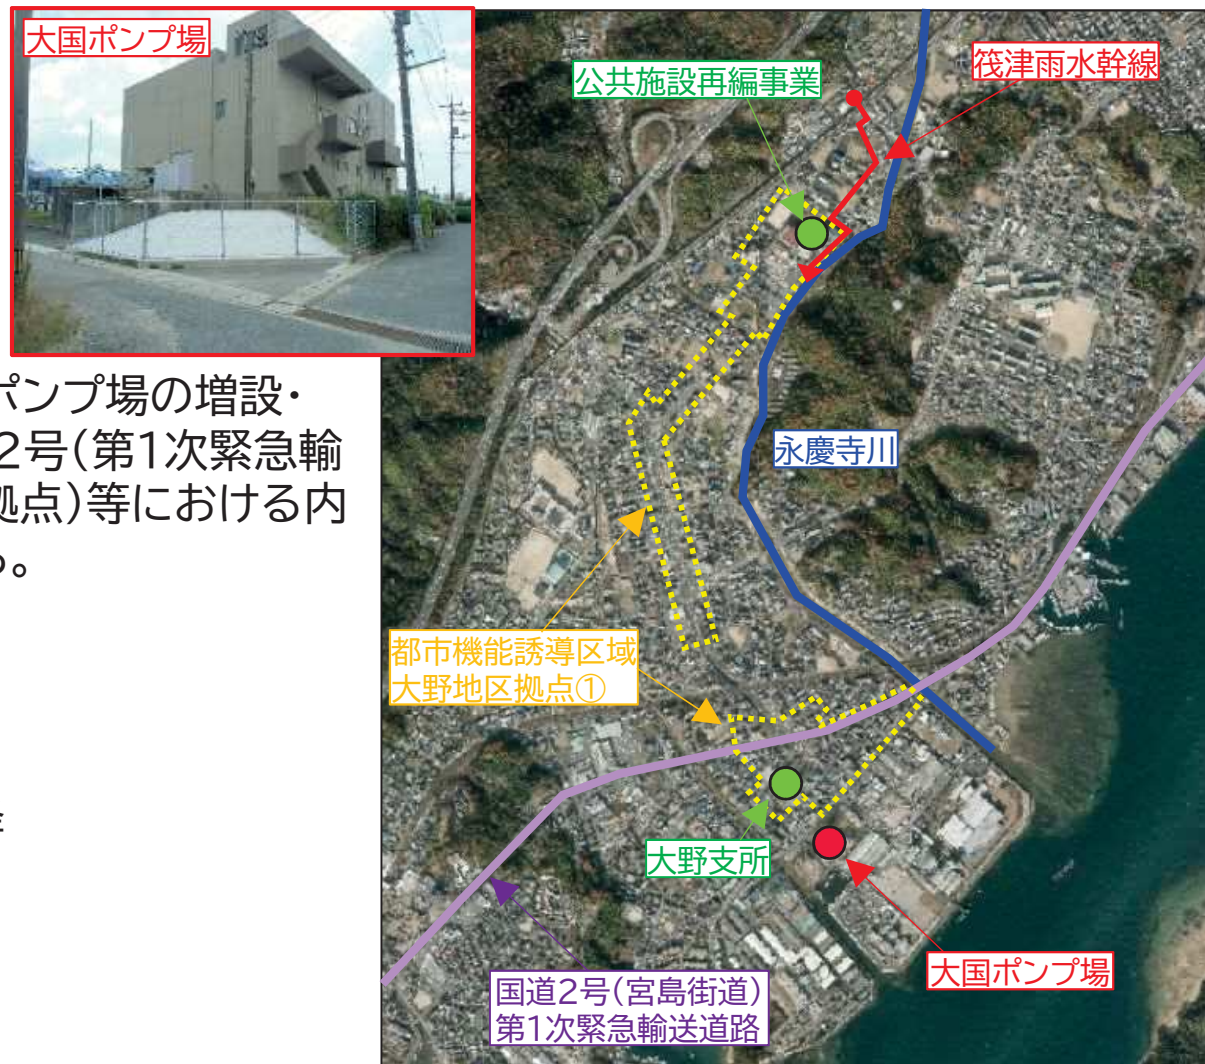 大国ポンプ場
公共施設再編事業
筏津雨水幹線
ポンプ場の増設・
2号(第1次緊急輸
拠点)等における内
る。
永慶寺川
都市機能誘導区域
大野地区拠点①
大野支所
大国ポンプ場
国道2号(宮島街道)
第1次緊急輸送道路